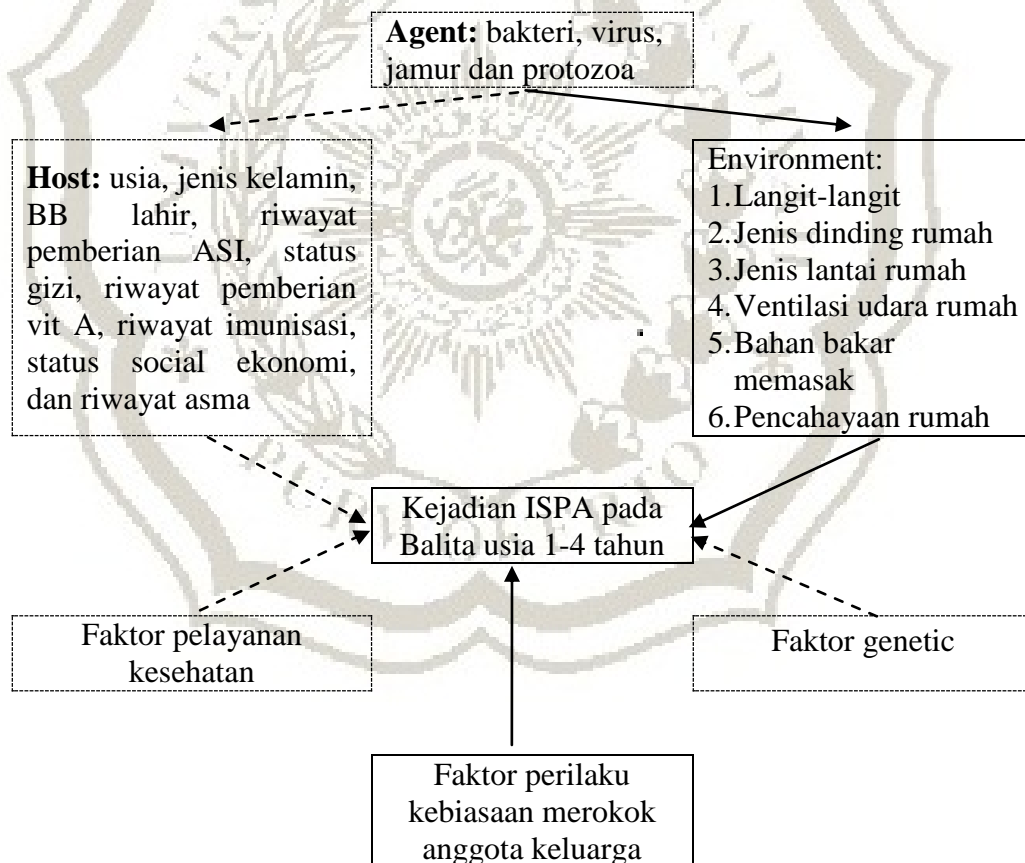 Agent: bakteri, virus,
jamur dan protozoa
Host: usia, jenis kelamin,
BB lahir, riwayat
pemberian ASI, status
gizi, riwayat pemberian
vit A, riwayat imunisasi,
status social ekonomi,
dan riwayat asma
Environment:
1.Langit-langit
2.Jenis dinding rumah
3.Jenis lantai rumah
4.Ventilasi udara rumah
5.Bahan bakar
memasak
6.Pencahayaan rumah
Kejadian ISPA pada
Balita usia 1-4 tahun
Faktor pelayanan
kesehatan
Faktor genetic
Faktor perilaku
kebiasaan merokok
anggota keluarga